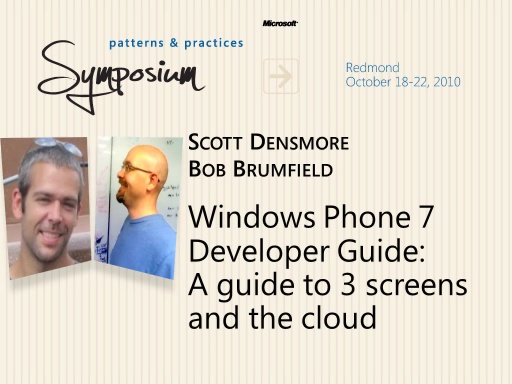 Microsoft
patterns & practices
Symposium
Redmond
October 18-22, 2010
SCOTT DENSMORE
BOB BRUMFIELD
Windows Phone 7
Developer Guide:
A guide to 3 screens
and the cloud